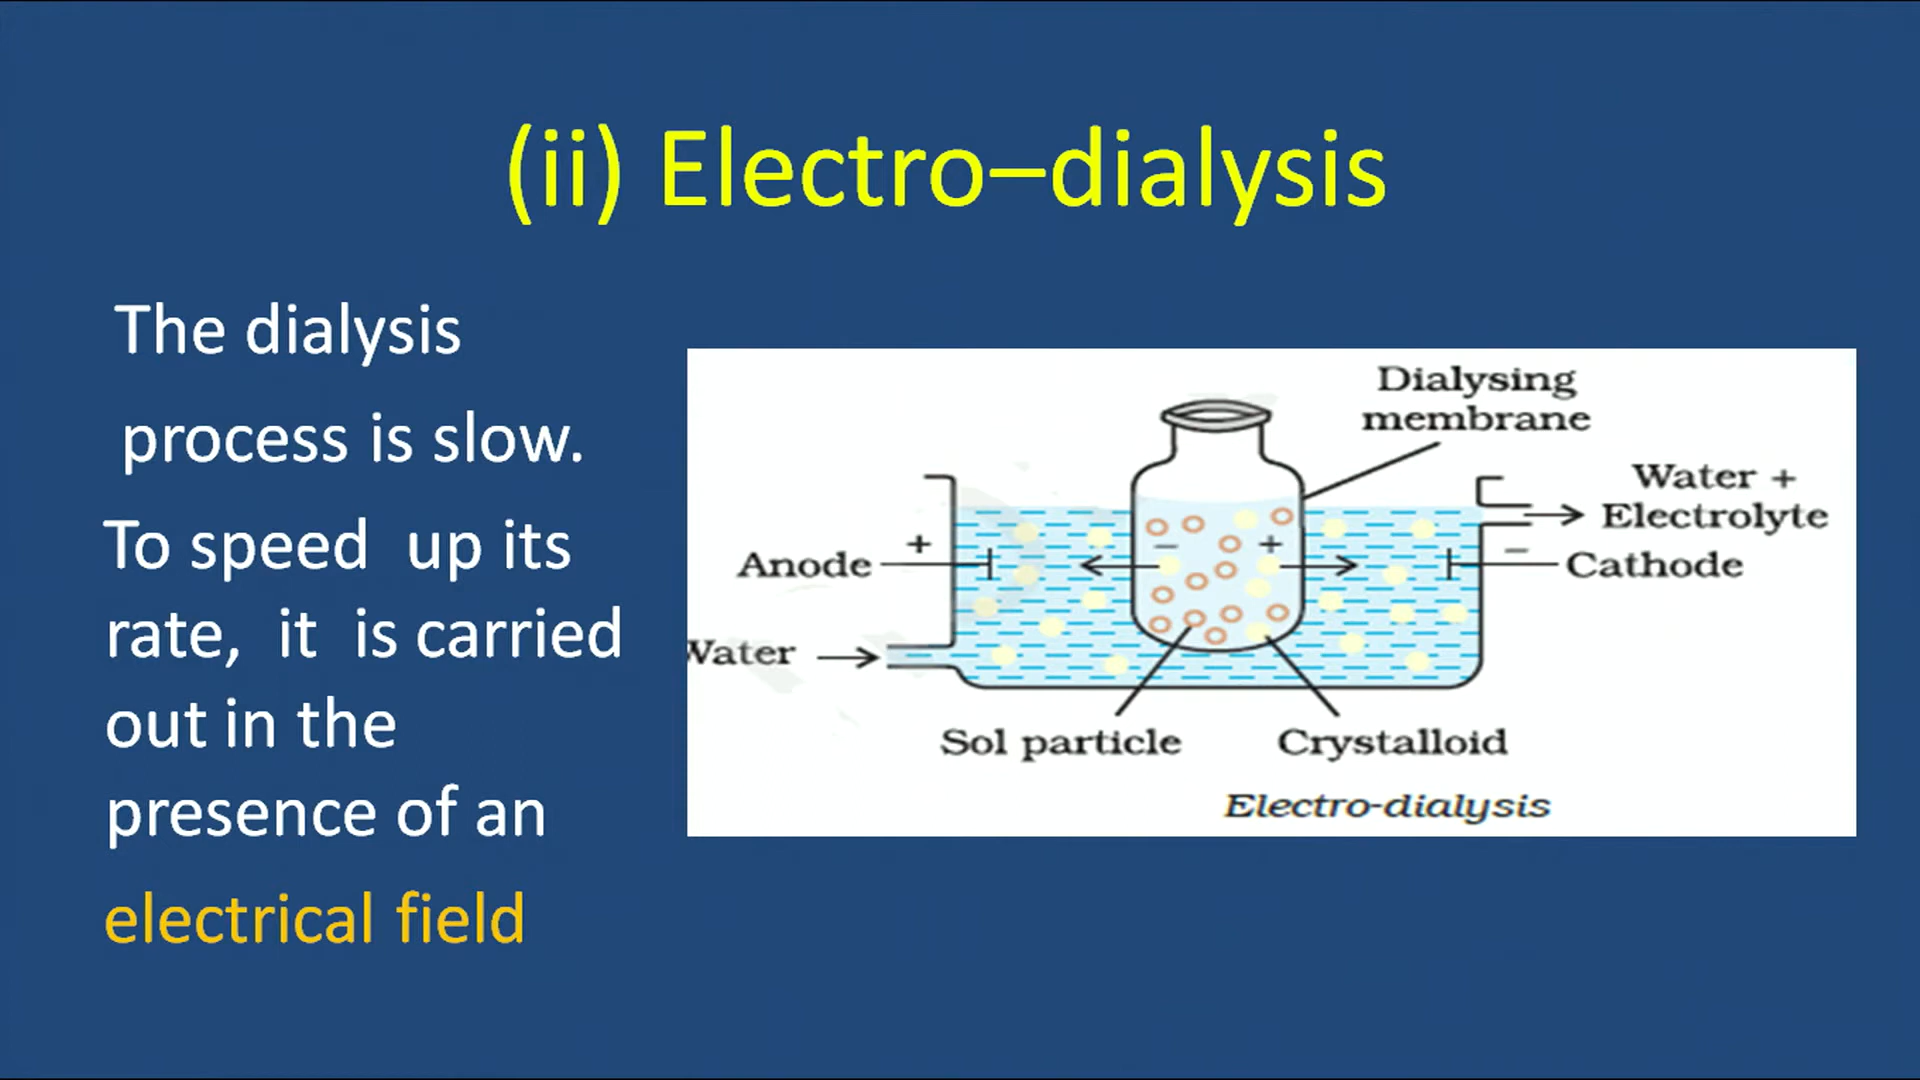 (ii) Electro–dialysis
The dialysis
process is slow.
To speed up its
rate, it is carried
out in the
presence of an
electrical field
Dialysing
membrane
Water +
Electrolyte
+
−
Anode
− +
Cathode
Water
Sol particle
Crystalloid
Electro-dialysis